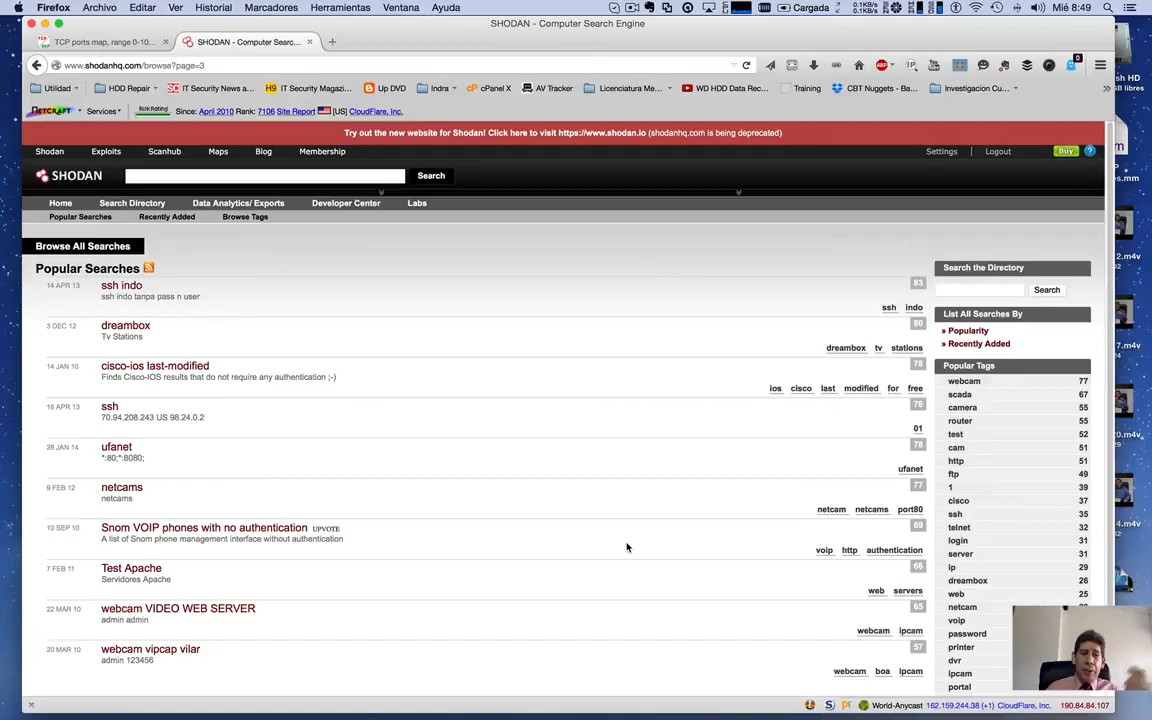 Firefox Archivo Editar Ver Historial Marcadores Herramientas Ventana Ayuda Cargada 0.1KB/s 0.1KB/s Mié 8:49
SHODAN - Computer Search Engine
TCP ports map, range 0-10... SHODAN - Computer Searc...
www.shodanhq.com/browse?page=3
Utilidad HDD Repair SC IT Security News a... H9 IT Security Magazi... Up DVD Indra cPanel X AV Tracker Licenciatura Me... WD HDD Data Rec... Training CBT Nuggets - Ba... Investigacion Cu...
NETCRAFT Services Risk Rating Since: April 2010 Rank: 7106 Site Report [US] CloudFlare, Inc.
Try out the new website for Shodan! Click here to visit https://www.shodan.io (shodanhq.com is being deprecated)
Shodan Exploits Scanhub Maps Blog Membership Settings Logout Buy ?
SHODAN Search
Home Search Directory Data Analytics/ Exports Developer Center Labs
Popular Searches Recently Added Browse Tags
Browse All Searches
Popular Searches
14 APR 13 ssh indo 83
ssh indo tanpa pass n user
ssh indo
3 DEC 12 dreambox 80
Tv Stations
dreambox tv stations
14 JAN 10 cisco-ios last-modified 78
Finds Cisco-IOS results that do not require any authentication ;-)
ios cisco last modified for free
16 APR 13 ssh 78
70.94.208.243 US 98.24.0.2
01
28 JAN 14 ufanet 78
*:80;*:8080;
ufanet
9 FEB 12 netcams 77
netcams
netcam netcams port80
10 SEP 10 Snom VOIP phones with no authentication UPVOTE 69
A list of Snom phone management interface without authentication
voip http authentication
7 FEB 11 Test Apache 66
Servidores Apache
web servers
22 MAR 10 webcam VIDEO WEB SERVER 65
admin admin
webcam ipcam
20 MAR 10 webcam vipcap vilar 57
admin 123456
webcam boa ipcam
Search the Directory
Search
List All Searches By
» Popularity
» Recently Added
Popular Tags
webcam 77
scada 67
camera 55
router 55
test 52
cam 51
http 51
ftp 49
1 39
cisco 37
ssh 35
telnet 32
login 31
server 31
ip 29
dreambox 26
web 25
netcam
voip
password
printer
dvr
ipcam
portal
World-Anycast 162.159.244.38 (+1) CloudFlare, Inc. 190.84.84.107